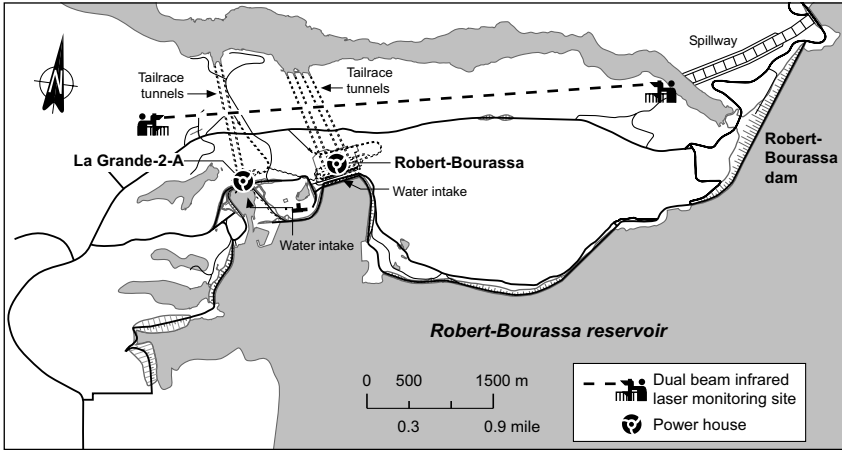 Spillway
Tailrace
tunnels
Tailrace
tunnels
La Grande-2-A
Robert-Bourassa
Robert-
Bourassa
dam
Water intake
Water intake
Robert-Bourassa reservoir
0 500 1500 m
0.3 0.9 mile
Dual beam infrared
laser monitoring site
Power house